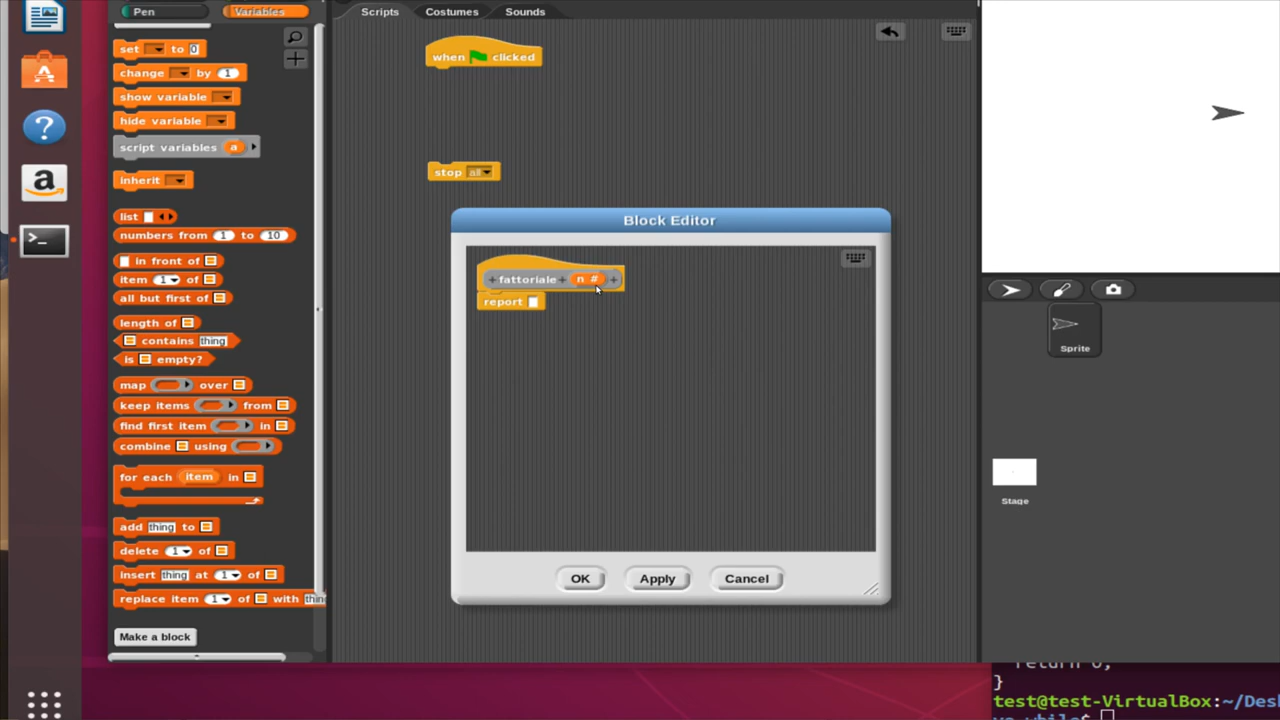 Pen Variables
set to 0
change by 1
show variable
hide variable
script variables a
inherit
list
numbers from 1 to 10
in front of
item 1 of
all but first of
length of
contains thing
is empty?
map over
keep items from
find first item in
combine using
for each item in
add thing to
delete 1 of
insert thing at 1 of
replace item 1 of with
Make a block
Scripts Costumes Sounds
when clicked
stop all
Block Editor
+ fattoriale + n # +
report
OK Apply Cancel
Sprite
Stage
}
test@test-VirtualBox:~/Des